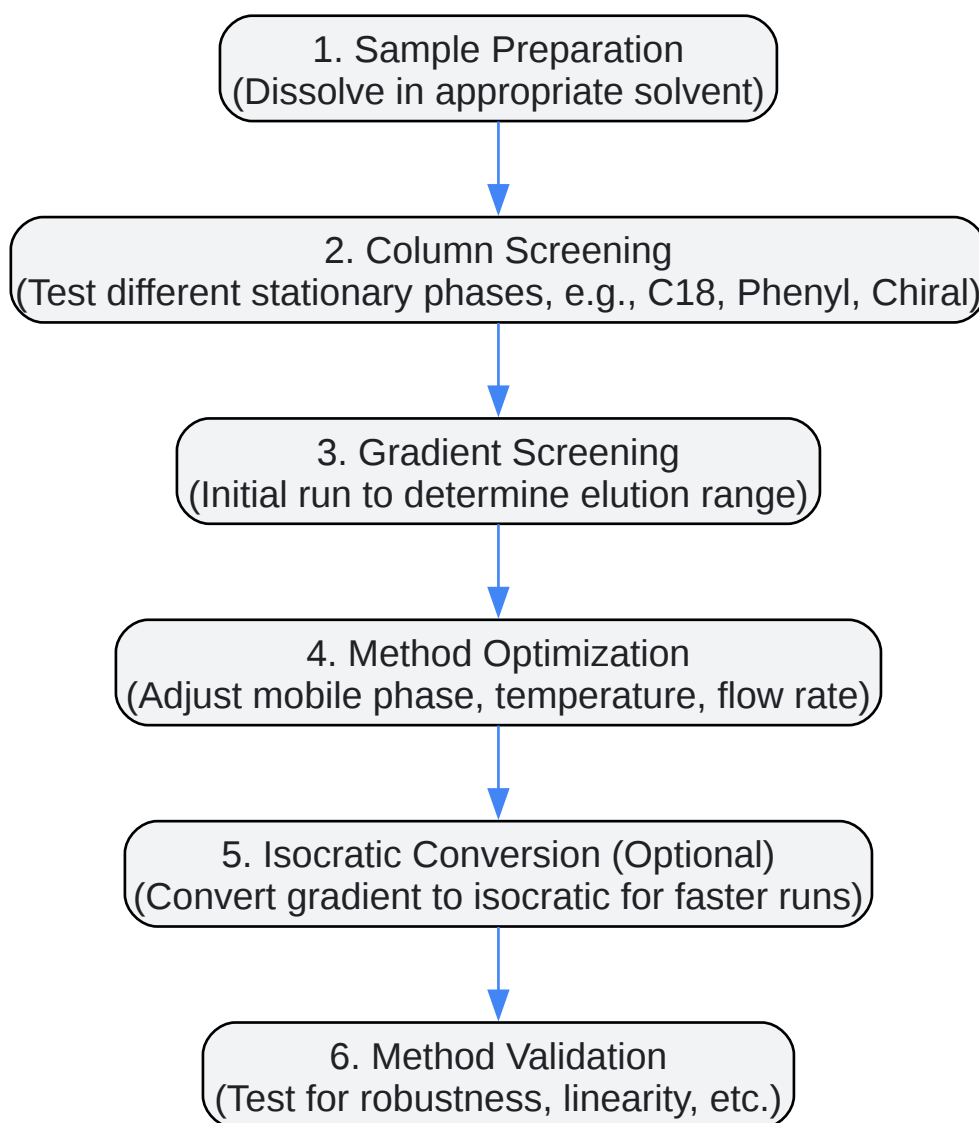 1. Sample Preparation
(Dissolve in appropriate solvent)
2. Column Screening
(Test different stationary phases, e.g., C18, Phenyl, Chiral)
3. Gradient Screening
(Initial run to determine elution range)
4. Method Optimization
(Adjust mobile phase, temperature, flow rate)
5. Isocratic Conversion (Optional)
(Convert gradient to isocratic for faster runs)
6. Method Validation
(Test for robustness, linearity, etc.)